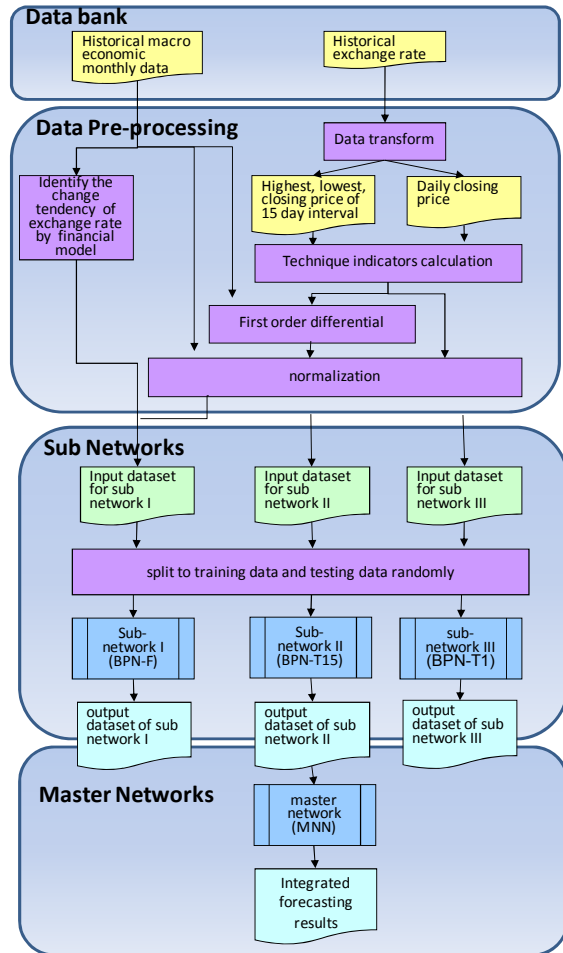 Data bank
Historical macro
economic
monthly data
Historical
exchange rate
Data Pre-processing
Data transform
Identify the
change
tendency of
exchange rate
by financial
model
Highest, lowest,
closing price of
15 day interval
Daily closing
price
Technique indicators calculation
First order differential
normalization
Sub Networks
Input dataset
for sub
network I
Input dataset
for sub
network II
Input dataset
for sub
network III
split to training data and testing data randomly
Sub-
network I
(BPN-F)
Sub-
network II
(BPN-T15)
sub-
network III
(BPN-T1)
output
dataset of sub
network I
output
dataset of sub
network II
output
dataset of sub
network III
Master Networks
master
network
(MNN)
Integrated
forecasting
results